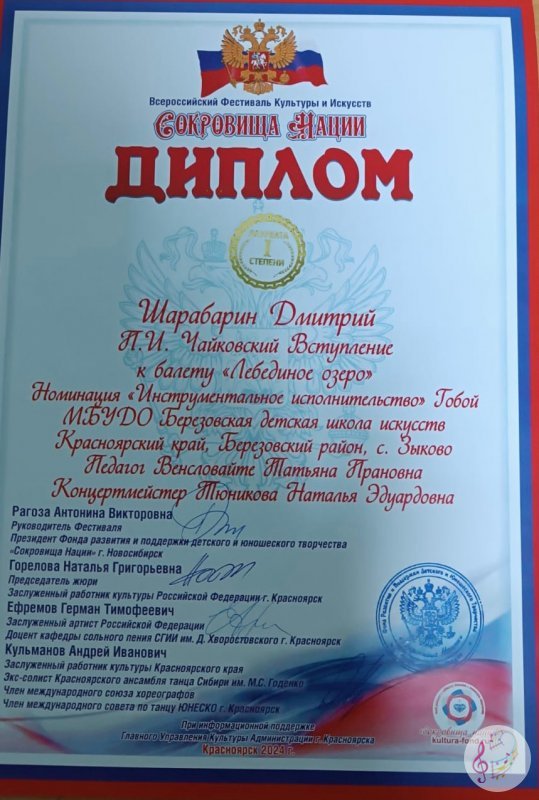 Всероссийский Фестиваль Культуры и Искусств
Сокровища Нации
ДИПЛОМ
ЛАУРЕАТА
I
СТЕПЕНИ
Шарабарин Дмитрий
П.И. Чайковский Вступление
к балету «Лебединое озеро»
Номинация «Инструментальное исполнительство» Гобой
МБУДО Березовская детская школа искусств
Красноярский край, Березовский район, с. Зыково
Педагог Венсловайте Татьяна Прановна
Концертмейстер Тюникова Наталья Эдуардовна
Рагоза Антонина Викторовна
Руководитель Фестиваля
Президент Фонда развития и поддержки детского и юношеского творчества
«Сокровища Нации» г. Новосибирск
Горелова Наталья Григорьевна
Председатель жюри
Заслуженный работник культуры Российской Федерации г. Красноярск
Ефремов Герман Тимофеевич
Заслуженный артист Российской Федерации
Доцент кафедры сольного пения СГИИ им. Д. Хворостовского г. Красноярск
Кульманов Андрей Иванович
Заслуженный работник культуры Красноярского края
Экс-солист Красноярского ансамбля танца Сибири им. М.С. Годенко
Член международного союза хореографов
Член международного совета по танцу ЮНЕСКО г. Красноярск
При информационной поддержке
Главного Управления Культуры Администрации г. Красноярска
Красноярск 2024 г.